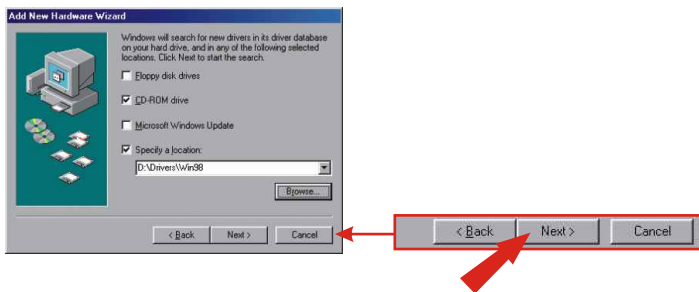 Add New Hardware Wizard
Windows will search for new drivers in its driver database
on your hard drive, and in any of the following selected
locations. Click Next to start the search.
Floppy disk drives
CD-ROM drive
Microsoft Windows Update
Specify a location:
D:\Drivers\Win98
Browse...
< Back Next > Cancel
< Back Next > Cancel